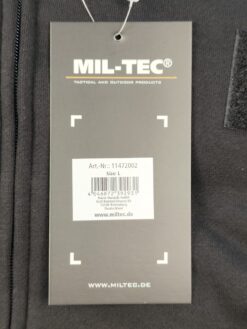 MIL-TEC®
TACTICAL AND OUTDOOR PRODUCTS
Art.-Nr.: 11472002
Size: L
www.miltec.de
WWW.MILTEC.DE